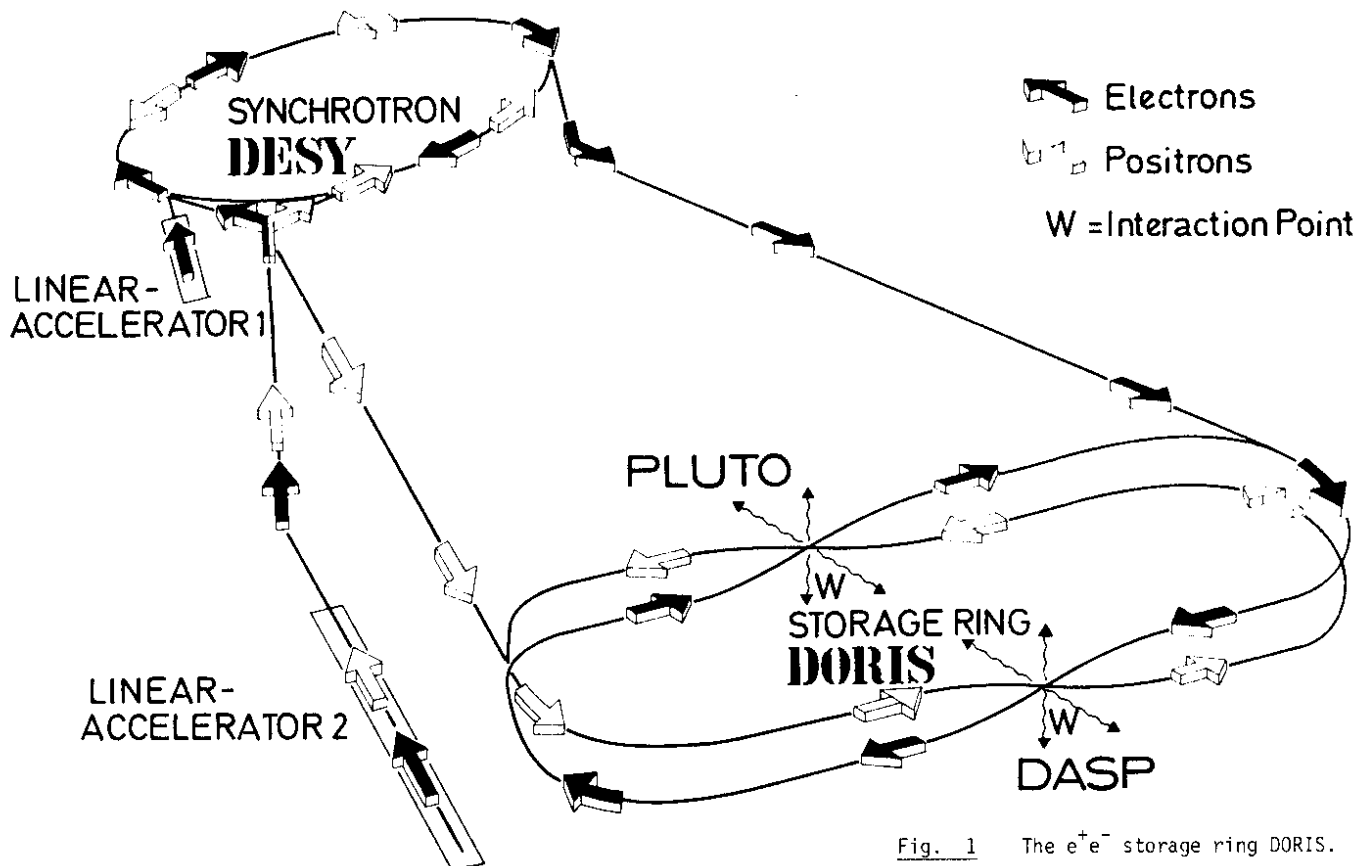 SYNCHROTRON
DESY
Electrons
Positrons
W =Interaction Point
LINEAR-
ACCELERATOR 1
PLUTO
W
STORAGE RING
DORIS
LINEAR-
ACCELERATOR 2
W
DASP
Fig. 1 The e⁺e⁻ storage ring DORIS.